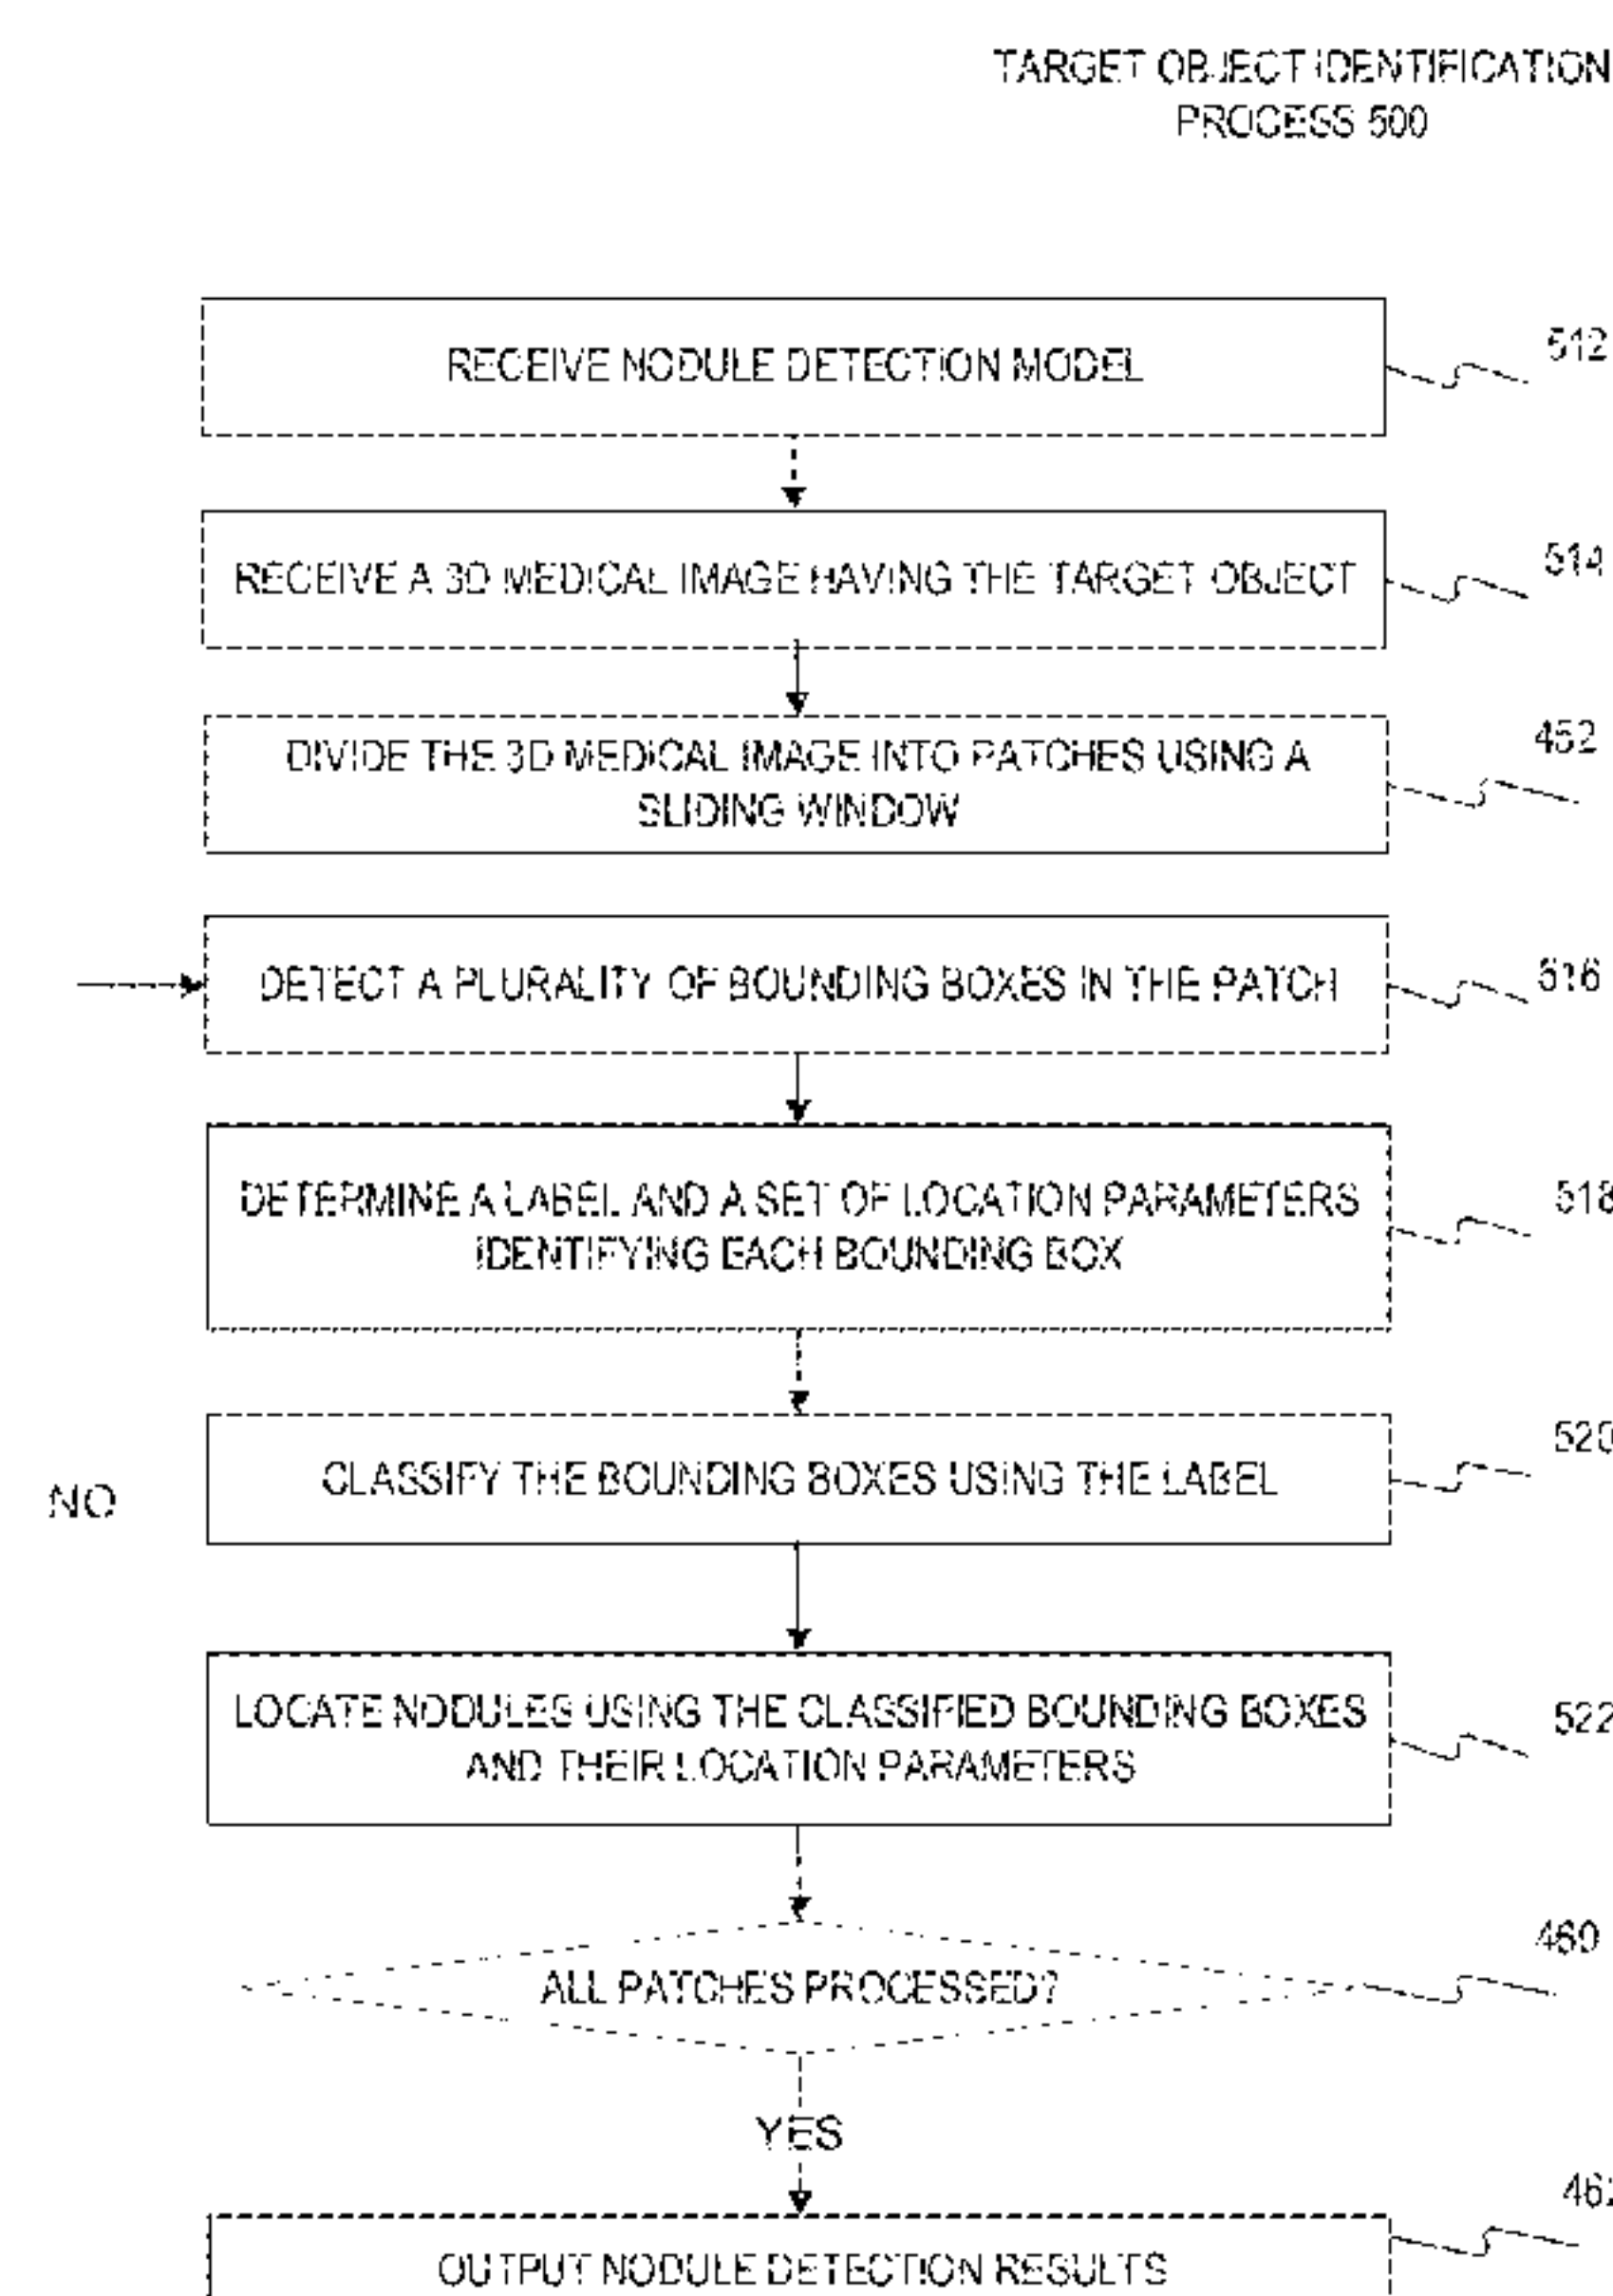 TARGET OBJECT IDENTIFICATION
PROCESS 500
RECEIVE NODULE DETECTION MODEL
512
RECEIVE A 3D MEDICAL IMAGE HAVING THE TARGET OBJECT
514
DIVIDE THE 3D MEDICAL IMAGE INTO PATCHES USING A
SLIDING WINDOW
452
DETECT A PLURALITY OF BOUNDING BOXES IN THE PATCH
516
DETERMINE A LABEL AND A SET OF LOCATION PARAMETERS
IDENTIFYING EACH BOUNDING BOX
518
CLASSIFY THE BOUNDING BOXES USING THE LABEL
520
NO
LOCATE NODULES USING THE CLASSIFIED BOUNDING BOXES
AND THEIR LOCATION PARAMETERS
522
ALL PATCHES PROCESSED?
460
YES
OUTPUT NODULE DETECTION RESULTS